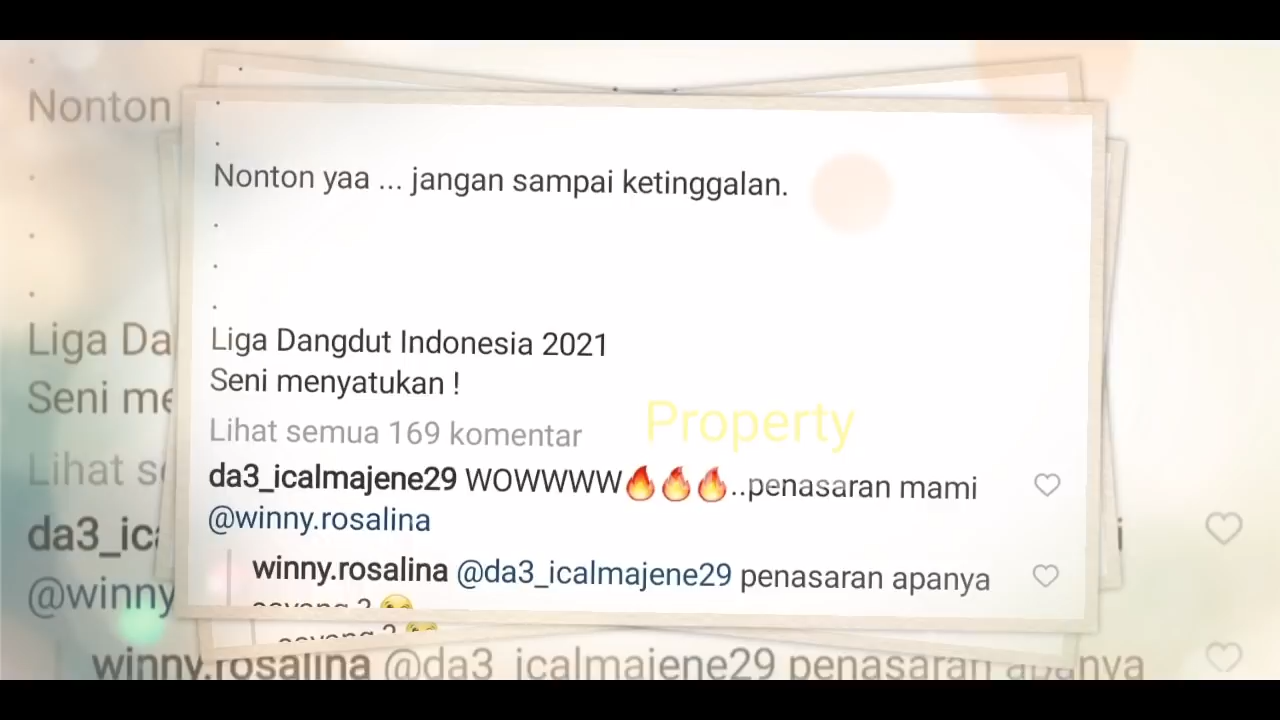 Nonton yaa ... jangan sampai ketinggalan.
.
.
.
Liga Dangdut Indonesia 2021
Seni menyatukan !
Lihat semua 169 komentar
Property
da3_icalmajene29 WOWWWW🔥🔥🔥..penasaran mami
@winny.rosalina
winny.rosalina @da3_icalmajene29 penasaran apanya